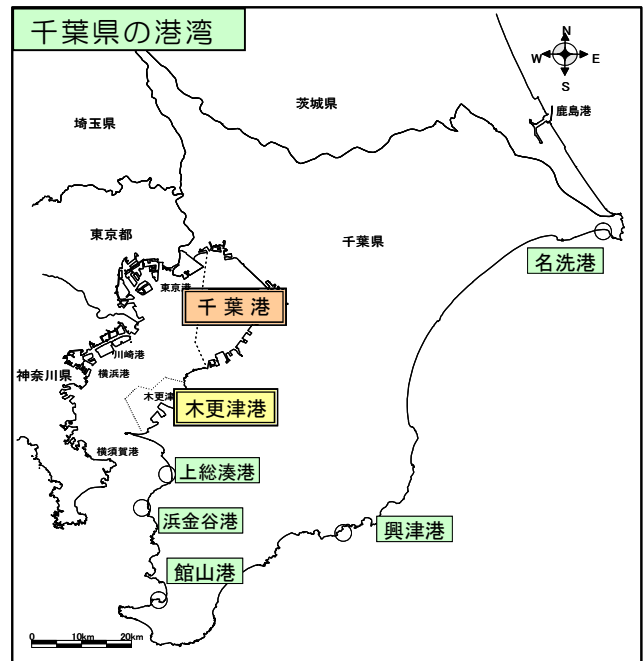 千葉県の港湾
N
W
E
S
茨城県
鹿島港
埼玉県
東京都
千葉県
名洗港
東京港
千葉港
川崎港
神奈川県
横浜港
木更津
木更津港
横須賀港
上総湊港
浜金谷港
興津港
館山港
0 10km 20km